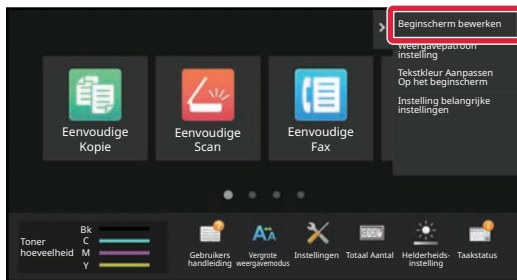 Beginscherm bewerken
Weergavepatroon
instelling
Tekstkleur Aanpassen
Op het beginscherm
Instelling belangrijke
instellingen
Eenvoudige
Kopie
Eenvoudige
Scan
Eenvoudige
Fax
Toner
hoeveelheid
Bk
C
M
Y
Gebruikers
handleiding
Vergrote
weergavemodus
Instellingen
Totaal Aantal
Helderheids-
instelling
Taakstatus